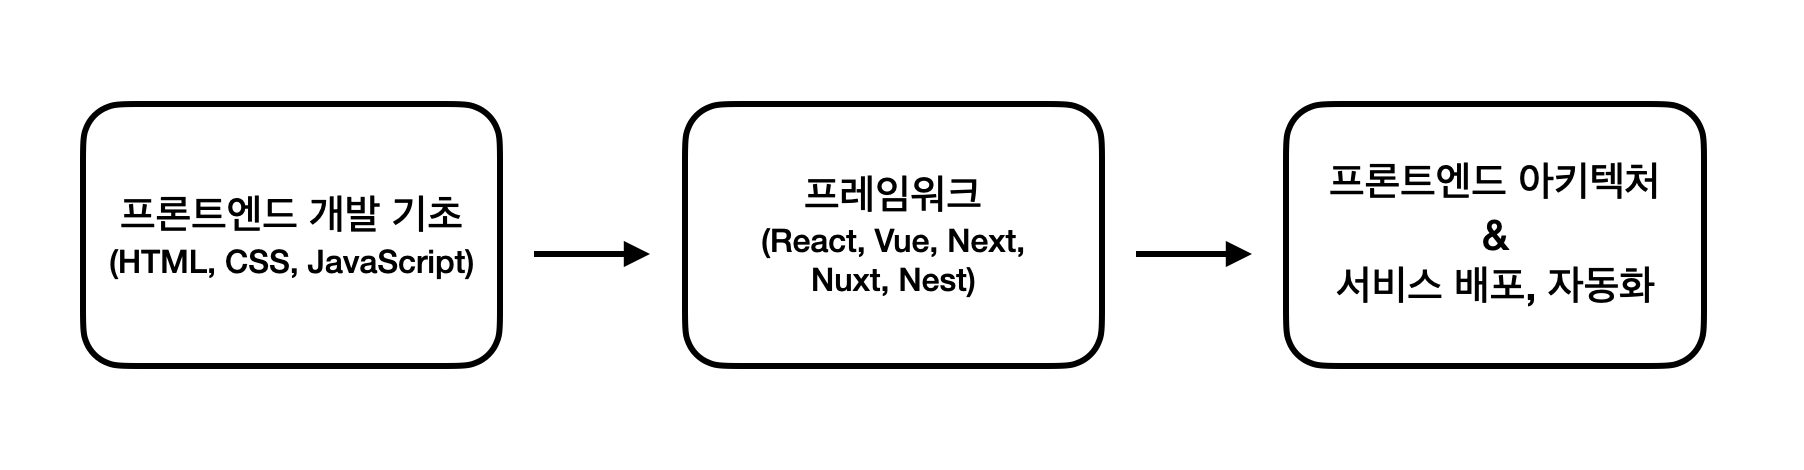 프론트엔드 개발 기초
(HTML, CSS, JavaScript)
프레임워크
(React, Vue, Next,
Nuxt, Nest)
프론트엔드 아키텍처
&
서비스 배포, 자동화